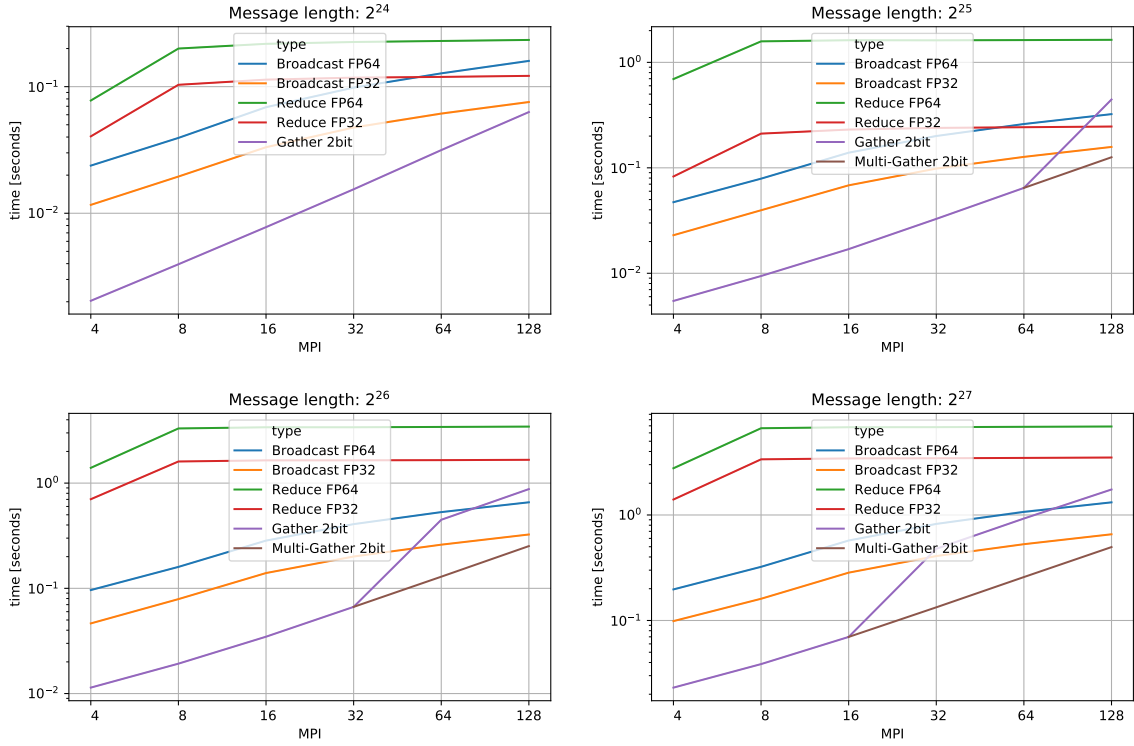 Message length: 2^24
time [seconds]
10^-1
10^-2
type
Broadcast FP64
Broadcast FP32
Reduce FP64
Reduce FP32
Gather 2bit
4 8 16 32 64 128
MPI
Message length: 2^25
time [seconds]
10^0
10^-1
10^-2
type
Broadcast FP64
Broadcast FP32
Reduce FP64
Reduce FP32
Gather 2bit
Multi-Gather 2bit
4 8 16 32 64 128
MPI
Message length: 2^26
time [seconds]
10^0
10^-1
10^-2
type
Broadcast FP64
Broadcast FP32
Reduce FP64
Reduce FP32
Gather 2bit
Multi-Gather 2bit
4 8 16 32 64 128
MPI
Message length: 2^27
time [seconds]
10^0
10^-1
type
Broadcast FP64
Broadcast FP32
Reduce FP64
Reduce FP32
Gather 2bit
Multi-Gather 2bit
4 8 16 32 64 128
MPI